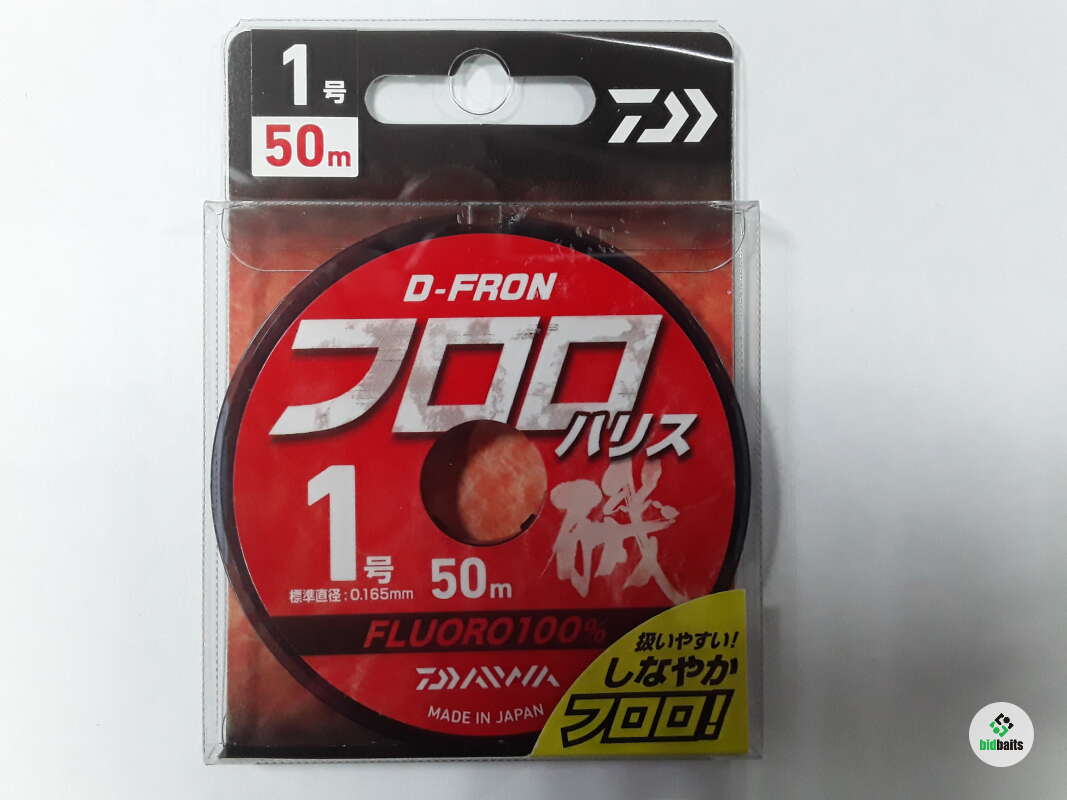 1号
50m
D-FRON
フロロ
ハリス
磯
1号
50m
標準直径:0.165mm
FLUORO100%
DAIWA
MADE IN JAPAN
扱いやすい!
しなやか
フロロ!
bidbaits